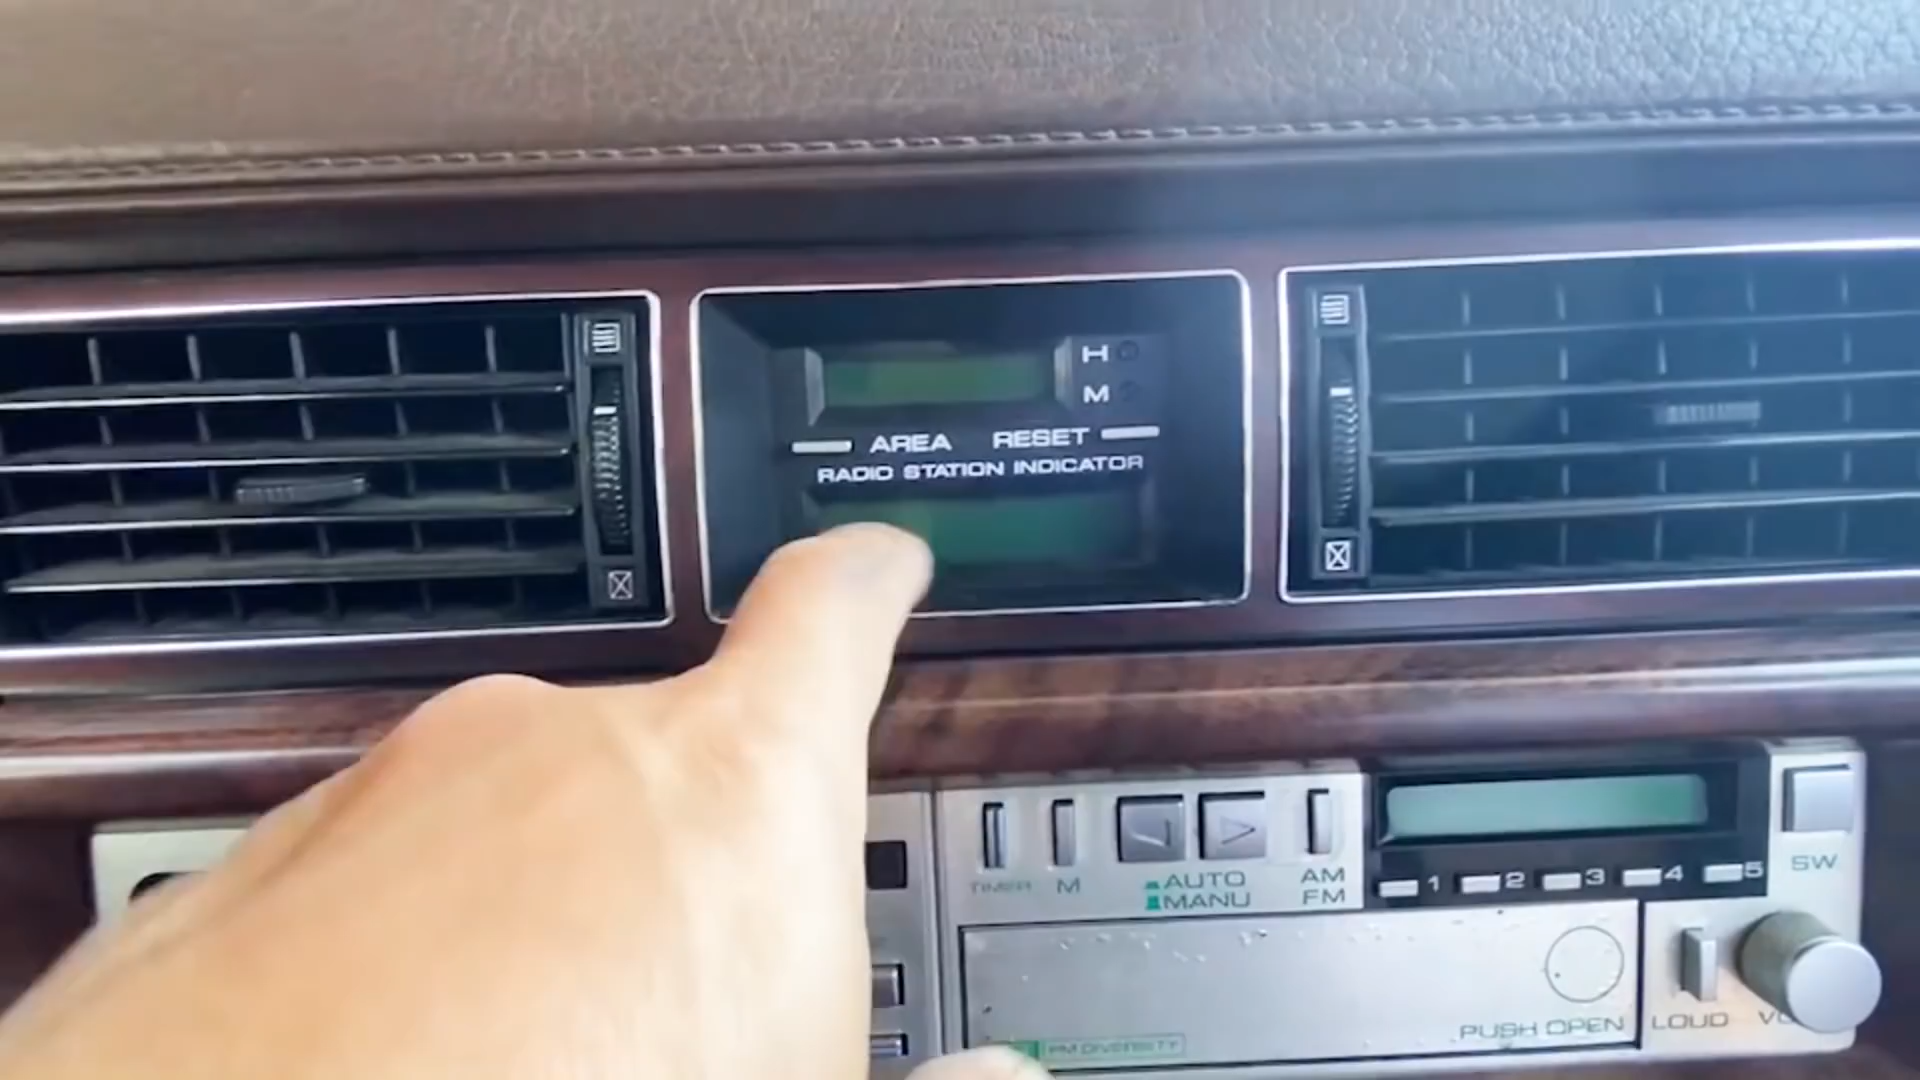 H
M
AREA RESET
RADIO STATION INDICATOR
TIMER M AUTO MANU AM FM
1 2 3 4 5
SW
PUSH OPEN LOUD
FM DIVERSITY